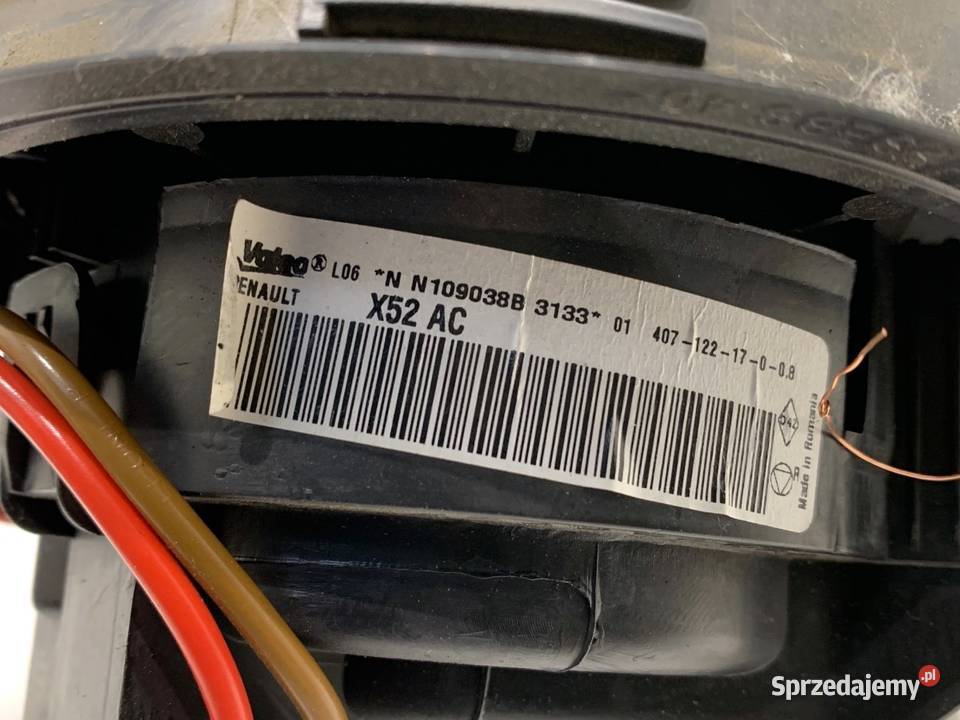 Valeo® L06 *N N109038B 3133* 01 407-122-17-0-0.8
RENAULT X52 AC
Made in Romania
Sprzedajemy.pl